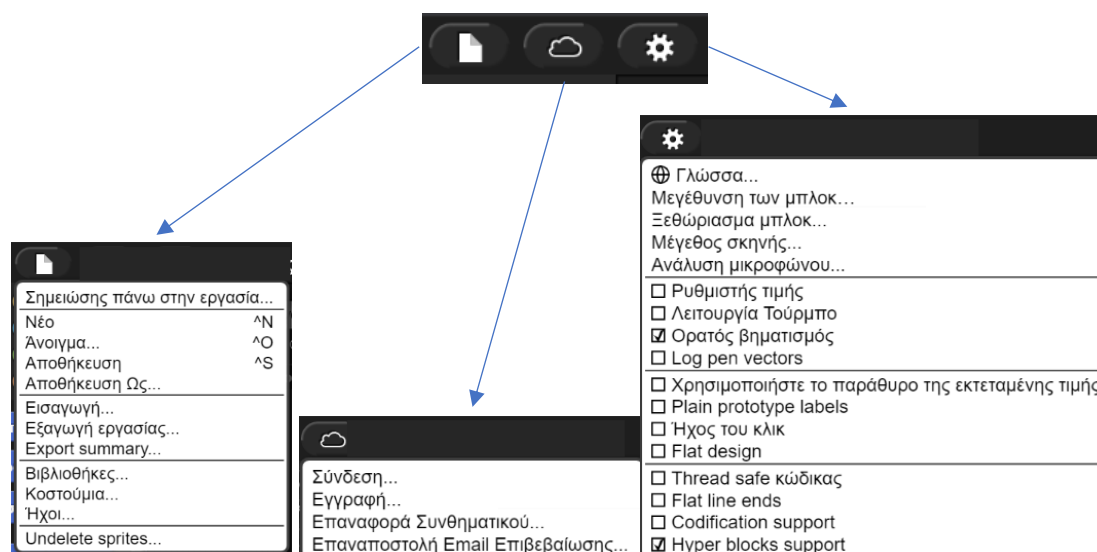 Σημειώσης πάνω στην εργασία...
Νέο ^N
Άνοιγμα... ^O
Αποθήκευση ^S
Αποθήκευση Ως...
Εισαγωγή...
Εξαγωγή εργασίας...
Export summary...
Βιβλιοθήκες...
Κοστούμια...
Ήχοι...
Undelete sprites...
Σύνδεση...
Εγγραφή...
Επαναφορά Συνθηματικού...
Επαναποστολή Email Επιβεβαίωσης...
Γλώσσα...
Μεγέθυνση των μπλοκ...
Ξεθώριασμα μπλοκ...
Μέγεθος σκηνής...
Ανάλυση μικροφώνου...
Ρυθμιστής τιμής
Λειτουργία Τούρμπο
Ορατός βηματισμός
Log pen vectors
Χρησιμοποιήστε το παράθυρο της εκτεταμένης τιμής
Plain prototype labels
Ήχος του κλικ
Flat design
Thread safe κώδικας
Flat line ends
Codification support
Hyper blocks support